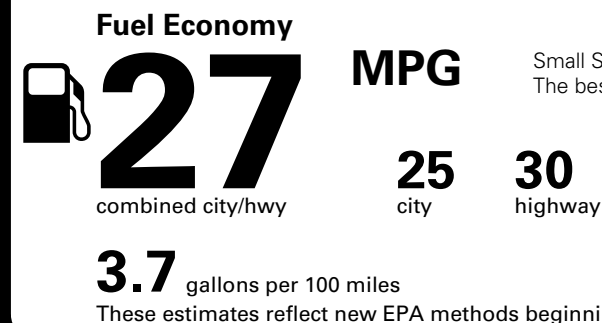 Fuel Economy
27 MPG
Small S
The bes
25 30
combined city/hwy city highway
3.7 gallons per 100 miles
These estimates reflect new EPA methods beginni